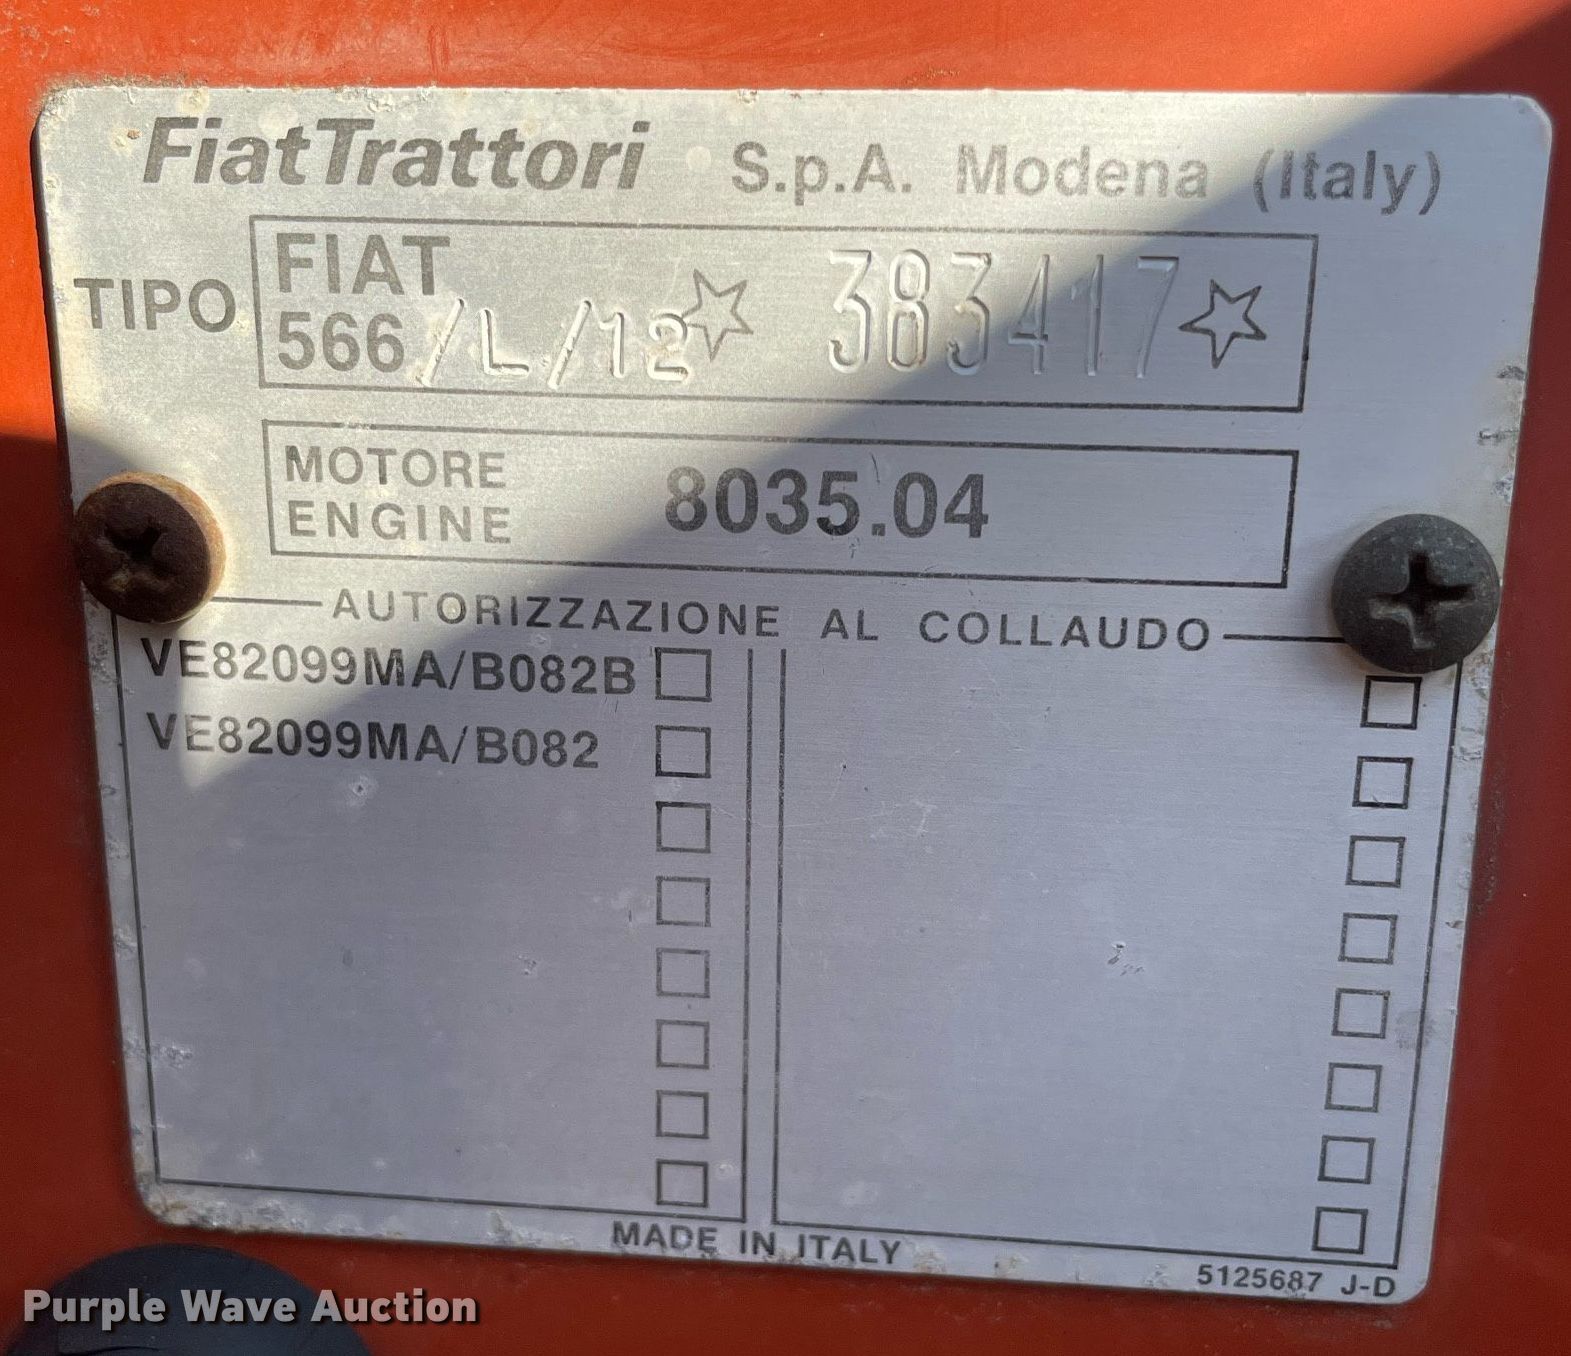 FiatTrattori S.p.A. Modena (Italy)
TIPO
FIAT
566/L/12 ☆ 383417 ☆
MOTORE
ENGINE
8035.04
AUTORIZZAZIONE AL COLLAUDO
VE82099MA/B082B
VE82099MA/B082
MADE IN ITALY
5125687 J-D
Purple Wave Auction